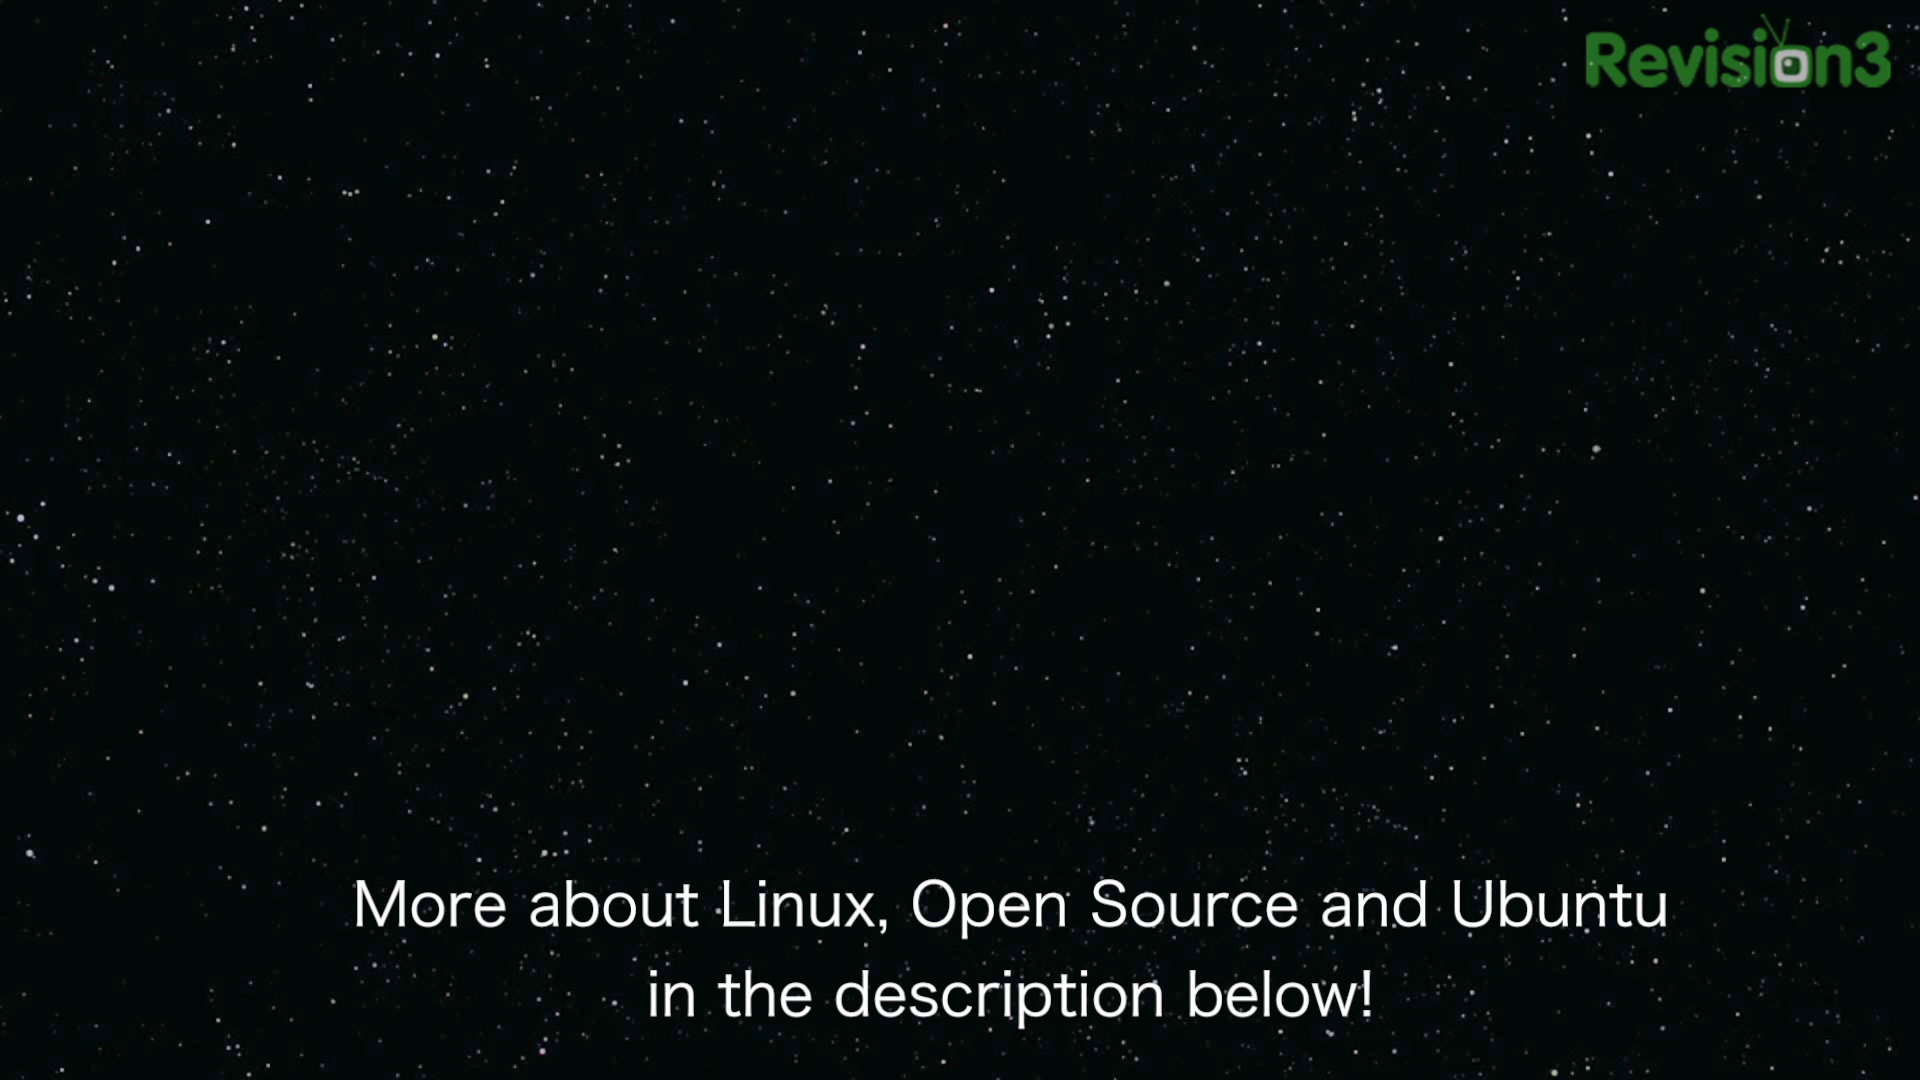 Revision3
More about Linux, Open Source and Ubuntu
in the description below!